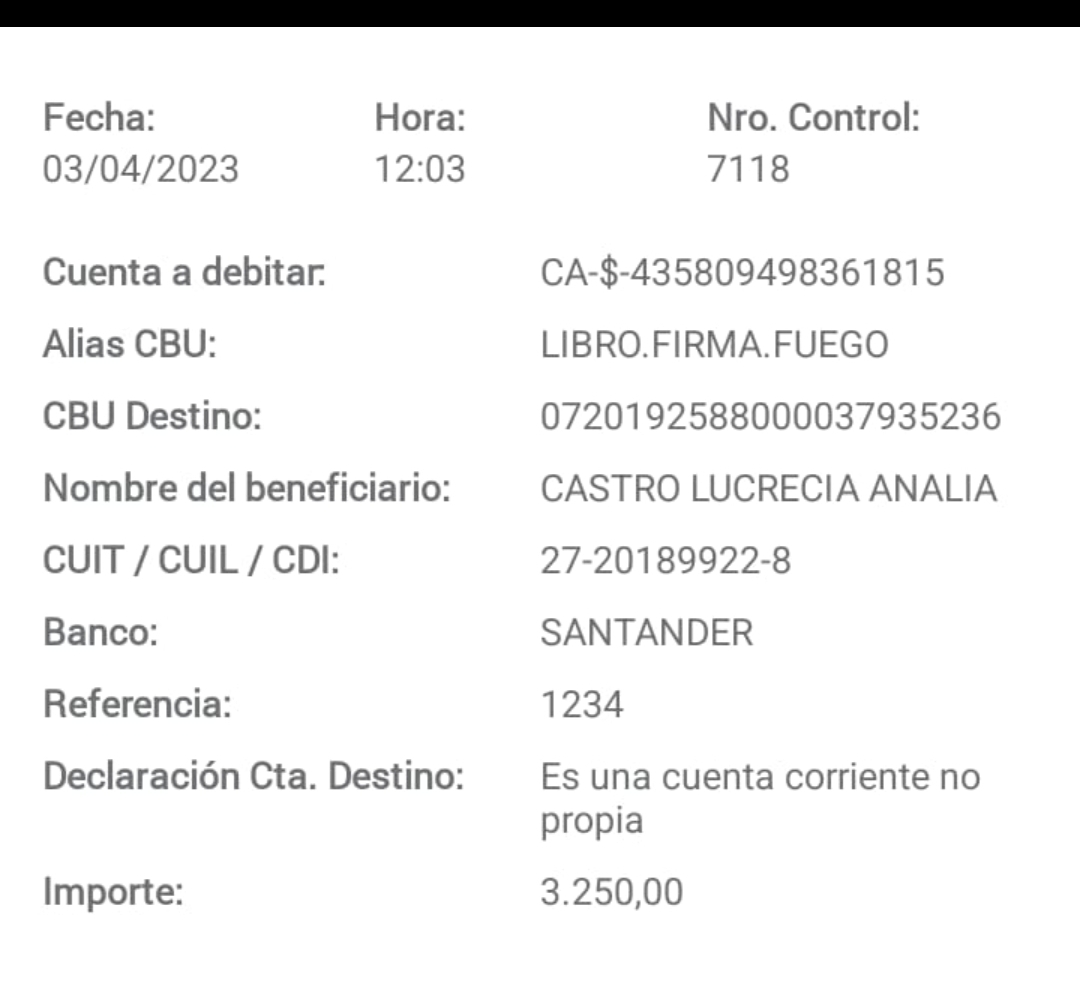 Fecha: Hora: Nro. Control:
03/04/2023 12:03 7118
Cuenta a debitar: CA-$-435809498361815
Alias CBU: LIBRO.FIRMA.FUEGO
CBU Destino: 0720192588000037935236
Nombre del beneficiario: CASTRO LUCRECIA ANALIA
CUIT / CUIL / CDI: 27-20189922-8
Banco: SANTANDER
Referencia: 1234
Declaración Cta. Destino: Es una cuenta corriente no
propia
Importe: 3.250,00